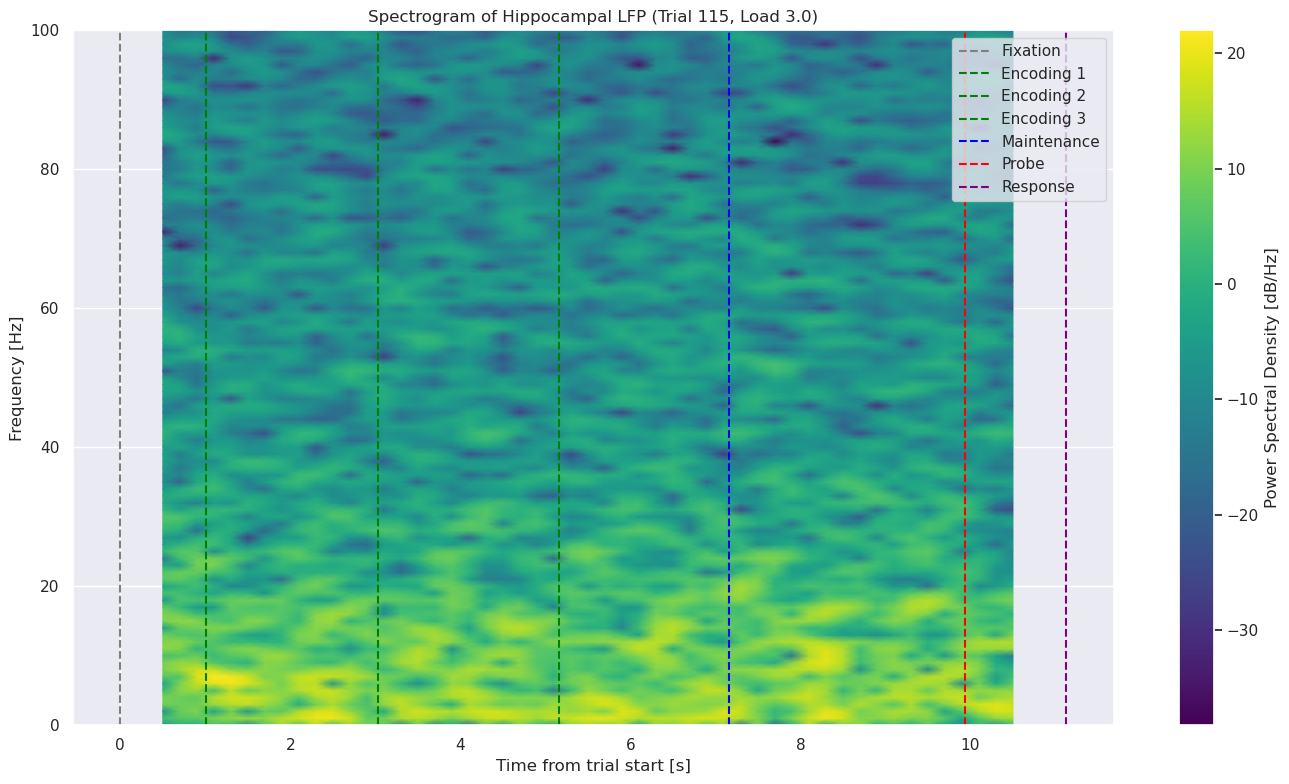 Spectrogram of Hippocampal LFP (Trial 115, Load 3.0)
100
80
60
40
20
0
Frequency [Hz]
0
2
4
6
8
10
Time from trial start [s]
Fixation
Encoding 1
Encoding 2
Encoding 3
Maintenance
Probe
Response
20
10
0
−10
−20
−30
Power Spectral Density [dB/Hz]